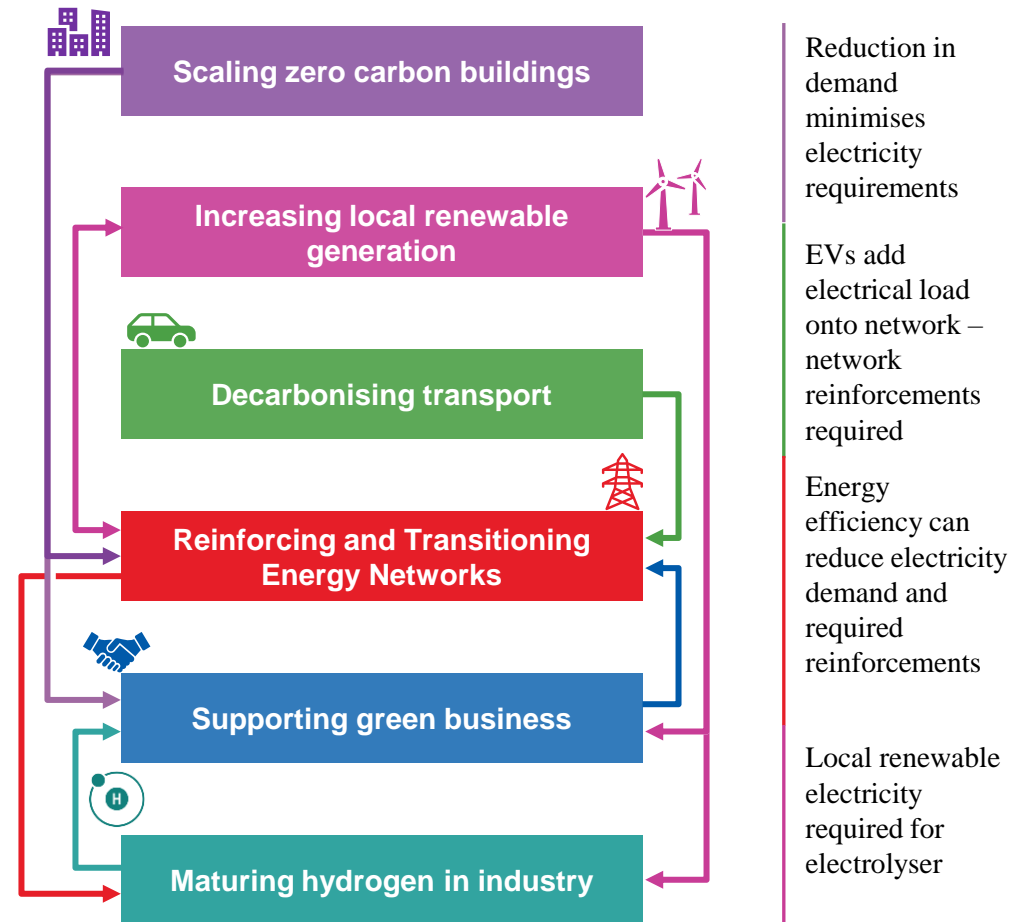 Scaling zero carbon buildings
Increasing local renewable
generation
Decarbonising transport
Reinforcing and Transitioning
Energy Networks
Supporting green business
H
Maturing hydrogen in industry
Reduction in
demand
minimises
electricity
requirements
EVs add
electrical load
onto network –
network
reinforcements
required
Energy
efficiency can
reduce electricity
demand and
required
reinforcements
Local renewable
electricity
required for
electrolyser